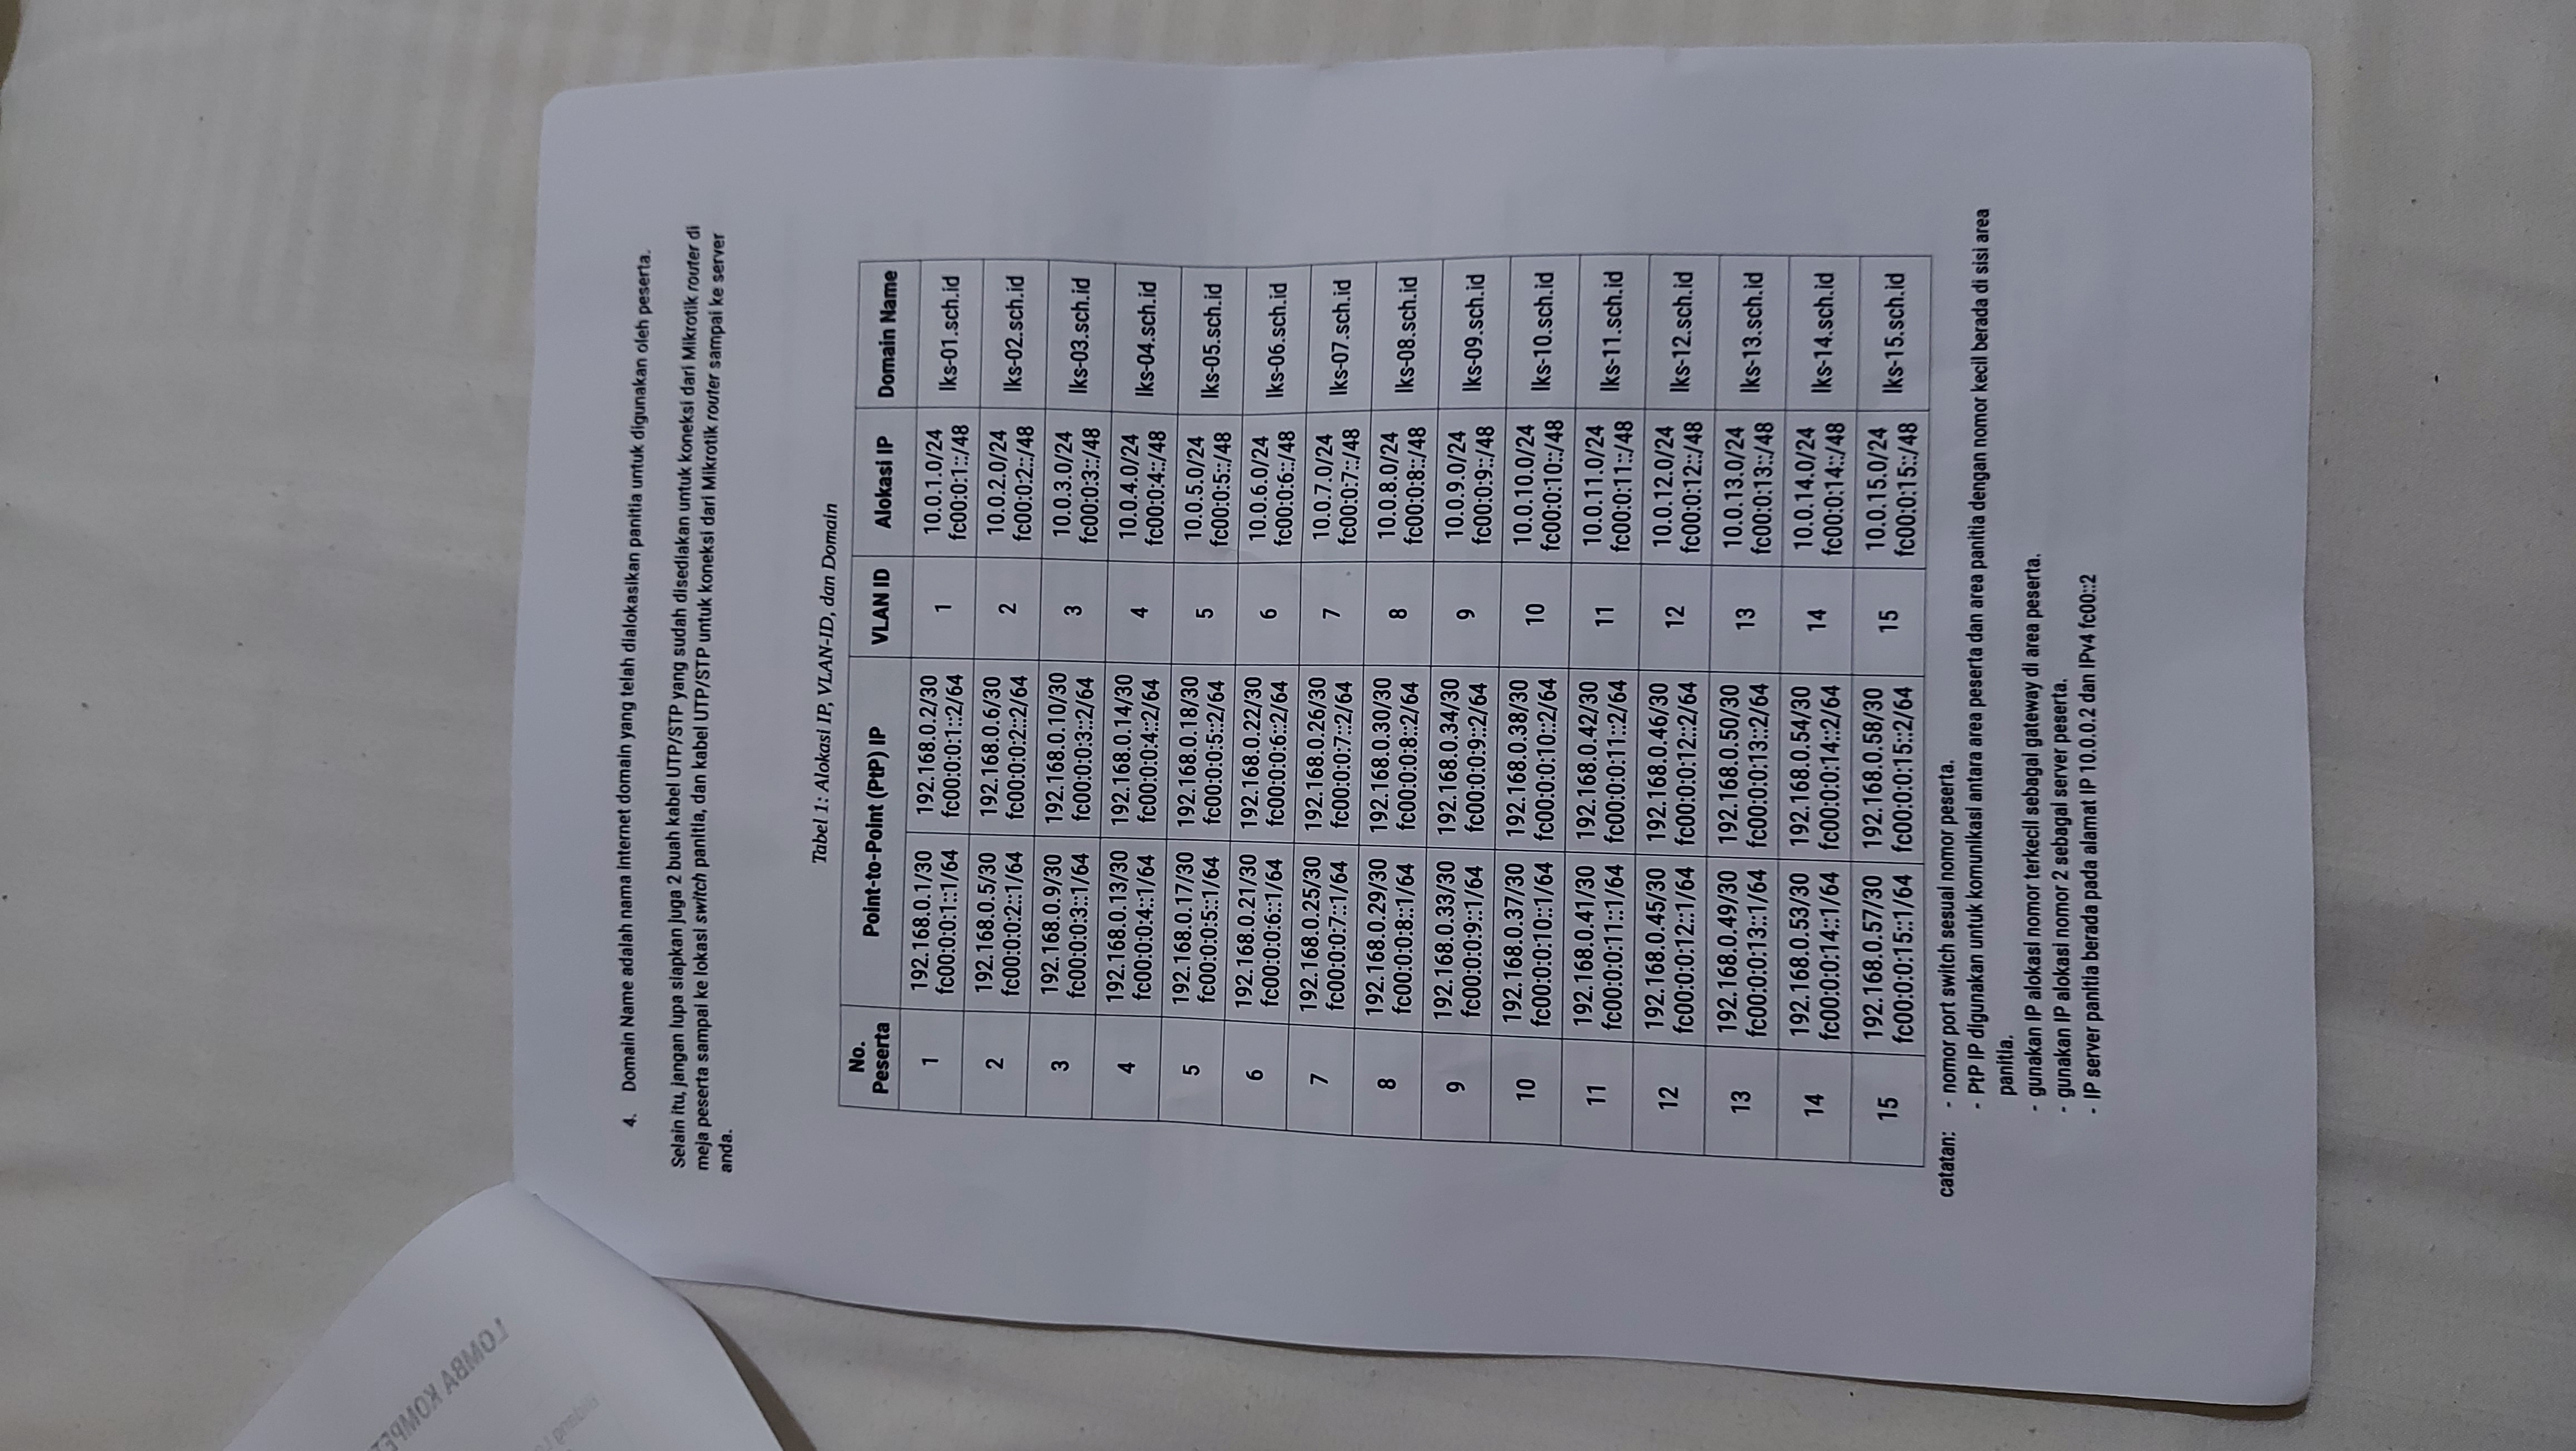 LOMBA KOMPE
4. Domain Name adalah nama internet domain yang telah dialokasikan panitia untuk digunakan oleh peserta.
Selain itu, jangan lupa siapkan juga 2 buah kabel UTP/STP yang sudah disediakan untuk koneksi dari Mikrotik router di
meja peserta sampai ke lokasi switch panitia, dan kabel UTP/STP untuk koneksi dari Mikrotik router sampai ke server
anda.
Tabel 1: Alokasi IP, VLAN-ID, dan Domain
No. Peserta Point-to-Point (PtP) IP VLAN ID Alokasi IP Domain Name
1 192.168.0.1/30 192.168.0.2/30 1 10.0.1.0/24 lks-01.sch.id
fc00:0:0:1::1/64 fc00:0:0:1::2/64 fc00:0:1::/48
2 192.168.0.5/30 192.168.0.6/30 2 10.0.2.0/24 lks-02.sch.id
fc00:0:0:2::1/64 fc00:0:0:2::2/64 fc00:0:2::/48
3 192.168.0.9/30 192.168.0.10/30 3 10.0.3.0/24 lks-03.sch.id
fc00:0:0:3::1/64 fc00:0:0:3::2/64 fc00:0:3::/48
4 192.168.0.13/30 192.168.0.14/30 4 10.0.4.0/24 lks-04.sch.id
fc00:0:0:4::1/64 fc00:0:0:4::2/64 fc00:0:4::/48
5 192.168.0.17/30 192.168.0.18/30 5 10.0.5.0/24 lks-05.sch.id
fc00:0:0:5::1/64 fc00:0:0:5::2/64 fc00:0:5::/48
6 192.168.0.21/30 192.168.0.22/30 6 10.0.6.0/24 lks-06.sch.id
fc00:0:0:6::1/64 fc00:0:0:6::2/64 fc00:0:6::/48
7 192.168.0.25/30 192.168.0.26/30 7 10.0.7.0/24 lks-07.sch.id
fc00:0:0:7::1/64 fc00:0:0:7::2/64 fc00:0:7::/48
8 192.168.0.29/30 192.168.0.30/30 8 10.0.8.0/24 lks-08.sch.id
fc00:0:0:8::1/64 fc00:0:0:8::2/64 fc00:0:8::/48
9 192.168.0.33/30 192.168.0.34/30 9 10.0.9.0/24 lks-09.sch.id
fc00:0:0:9::1/64 fc00:0:0:9::2/64 fc00:0:9::/48
10 192.168.0.37/30 192.168.0.38/30 10 10.0.10.0/24 lks-10.sch.id
fc00:0:0:10::1/64 fc00:0:0:10::2/64 fc00:0:10::/48
11 192.168.0.41/30 192.168.0.42/30 11 10.0.11.0/24 lks-11.sch.id
fc00:0:0:11::1/64 fc00:0:0:11::2/64 fc00:0:11::/48
12 192.168.0.45/30 192.168.0.46/30 12 10.0.12.0/24 lks-12.sch.id
fc00:0:0:12::1/64 fc00:0:0:12::2/64 fc00:0:12::/48
13 192.168.0.49/30 192.168.0.50/30 13 10.0.13.0/24 lks-13.sch.id
fc00:0:0:13::1/64 fc00:0:0:13::2/64 fc00:0:13::/48
14 192.168.0.53/30 192.168.0.54/30 14 10.0.14.0/24 lks-14.sch.id
fc00:0:0:14::1/64 fc00:0:0:14::2/64 fc00:0:14::/48
15 192.168.0.57/30 192.168.0.58/30 15 10.0.15.0/24 lks-15.sch.id
fc00:0:0:15::1/64 fc00:0:0:15::2/64 fc00:0:15::/48
catatan: - nomor port switch sesuai nomor peserta.
- PtP IP digunakan untuk komunikasi antara area peserta dan area panitia dengan nomor kecil berada di sisi area
panitia.
- gunakan IP alokasi nomor terkecil sebagai gateway di area peserta.
- gunakan IP alokasi nomor 2 sebagai server peserta.
- IP server panitia berada pada alamat IP 10.0.0.2 dan IPv4 fc00::2